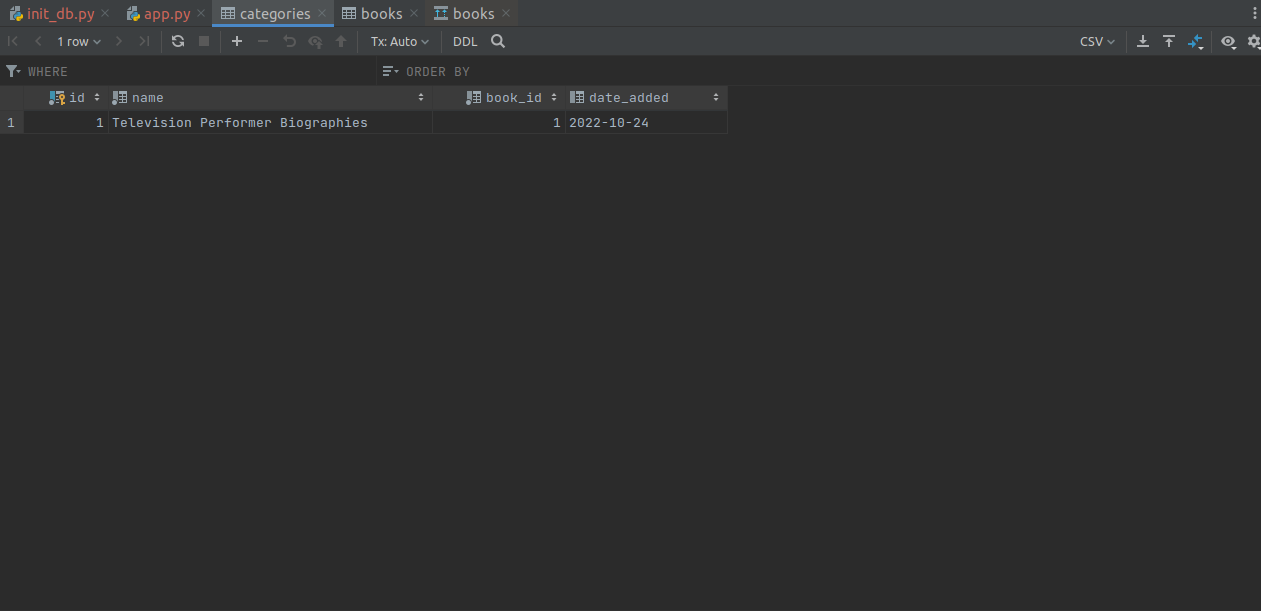 init_db.py app.py categories books books
1 row Tx: Auto DDL CSV
WHERE ORDER BY
id name book_id date_added
1 1 Television Performer Biographies 1 2022-10-24